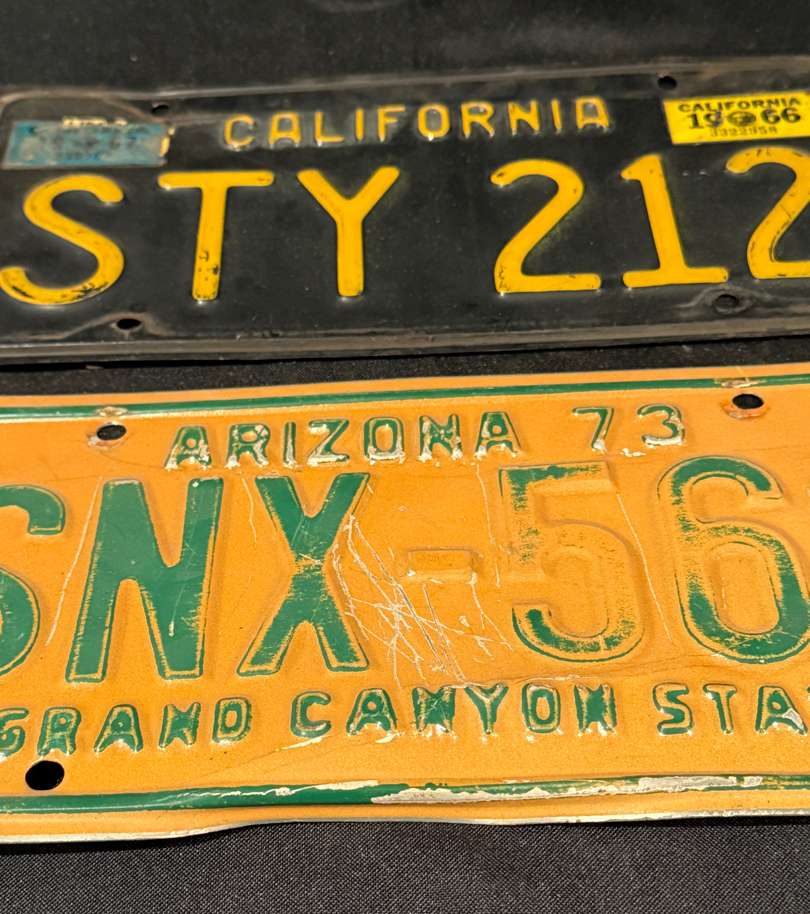 CALIFORNIA
CALIFORNIA
1966
STY 212
ARIZONA 73
SNX-56
GRAND CANYON STA